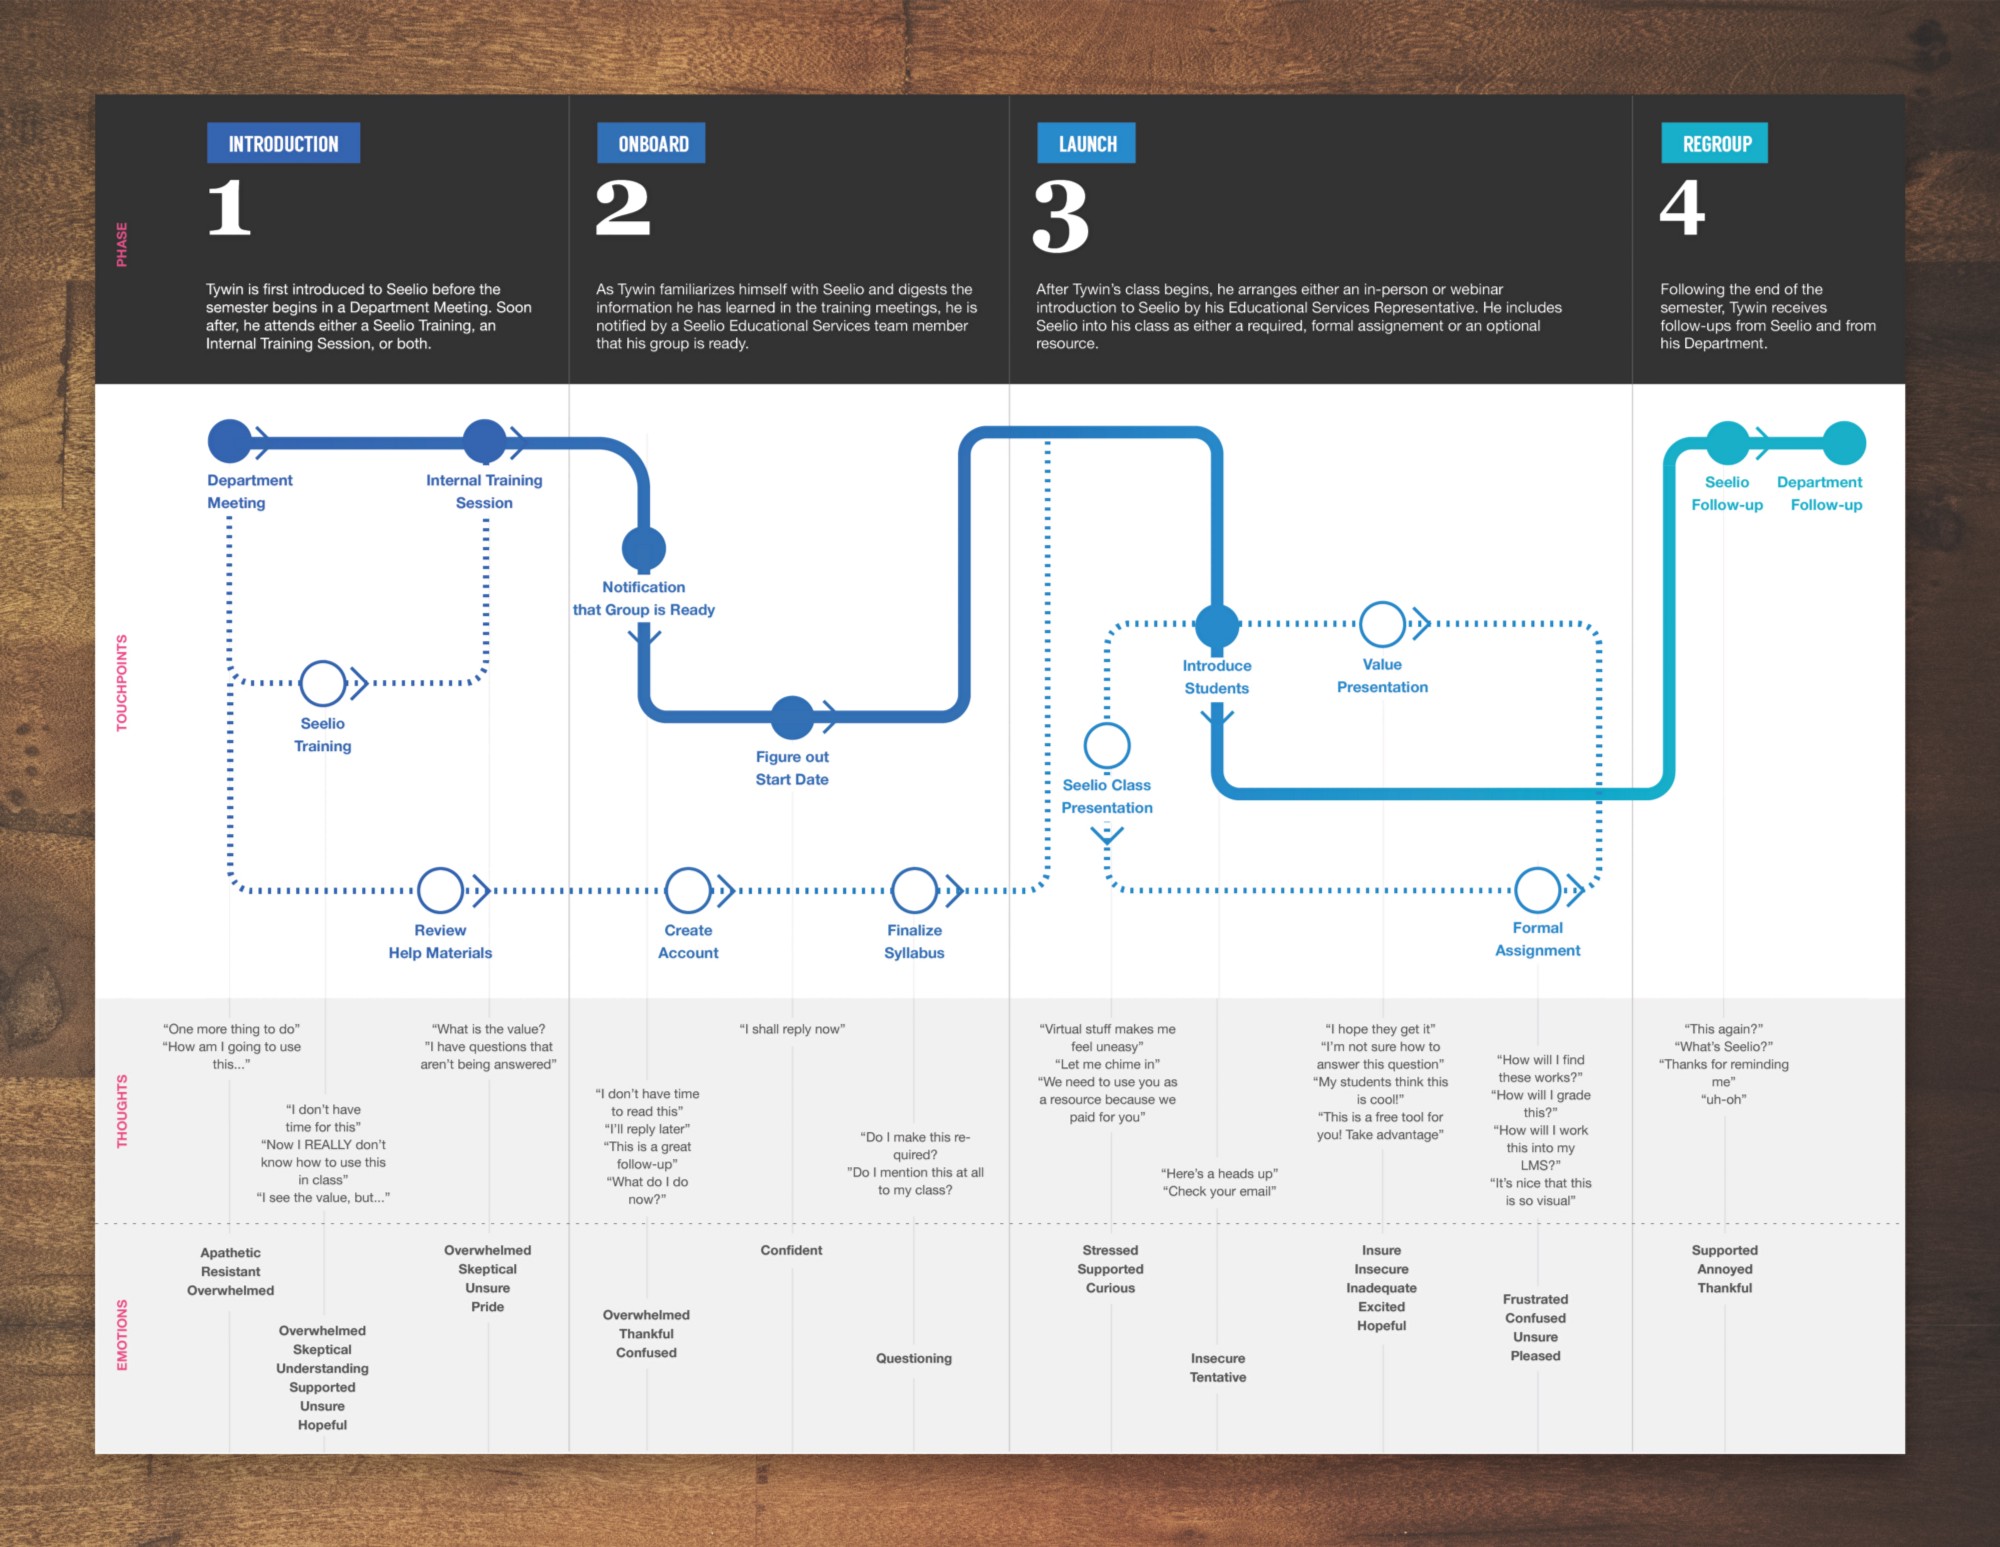 PHASE
INTRODUCTION
1
Tywin is first introduced to Seelio before the
semester begins in a Department Meeting. Soon
after, he attends either a Seelio Training, an
Internal Training Session, or both.
ONBOARD
2
As Tywin familiarizes himself with Seelio and digests the
information he has learned in the training meetings, he is
notified by a Seelio Educational Services team member
that his group is ready.
LAUNCH
3
After Tywin's class begins, he arranges either an in-person or webinar
introduction to Seelio by his Educational Services Representative. He includes
Seelio into his class as either a required, formal assignement or an optional
resource.
REGROUP
4
Following the end of the
semester, Tywin receives
follow-ups from Seelio and from
his Department.
TOUCHPOINTS
Department
Meeting
Internal Training
Session
Seelio
Training
Review
Help Materials
Notification
that Group is Ready
Figure out
Start Date
Create
Account
Finalize
Syllabus
Introduce
Students
Value
Presentation
Seelio Class
Presentation
Formal
Assignment
Seelio
Follow-up
Department
Follow-up
THOUGHTS
“One more thing to do”
“How am I going to use
this...”
“I don't have
time for this”
“Now I REALLY don't
know how to use this
in class”
“I see the value, but...”
“What is the value?
”I have questions that
aren't being answered”
“I don't have time
to read this”
“I'll reply later”
“This is a great
follow-up”
“What do I do
now?”
“I shall reply now”
“Do I make this re-
quired?
”Do I mention this at all
to my class?
“Virtual stuff makes me
feel uneasy”
“Let me chime in”
“We need to use you as
a resource because we
paid for you”
“Here's a heads up”
“Check your email”
“I hope they get it”
“I'm not sure how to
answer this question”
“My students think this
is cool!”
“This is a free tool for
you! Take advantage”
“How will I find
these works?”
“How will I grade
this?”
“How will I work
this into my
LMS?”
“It's nice that this
is so visual”
“This again?”
“What's Seelio?”
“Thanks for reminding
me”
“uh-oh”
EMOTIONS
Apathetic
Resistant
Overwhelmed
Overwhelmed
Skeptical
Understanding
Supported
Unsure
Hopeful
Overwhelmed
Skeptical
Unsure
Pride
Overwhelmed
Thankful
Confused
Confident
Questioning
Stressed
Supported
Curious
Insecure
Tentative
Insure
Insecure
Inadequate
Excited
Hopeful
Frustrated
Confused
Unsure
Pleased
Supported
Annoyed
Thankful